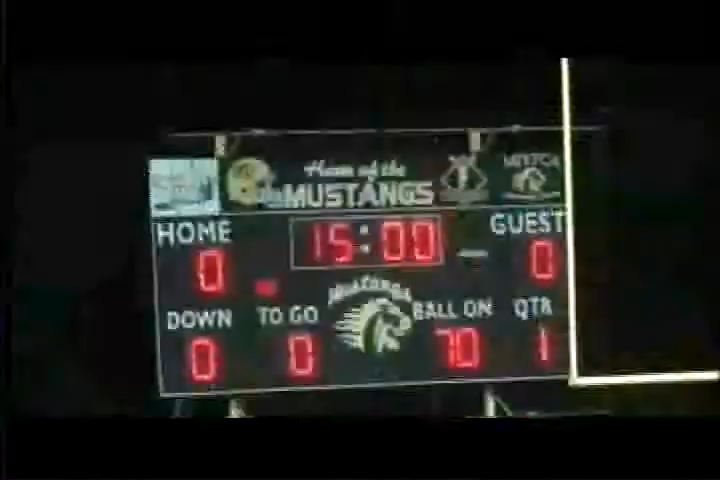 Home of the
MUSTANGS
HOME
15:00
GUEST
0
0
MUSTANGS
DOWN
TO GO
BALL ON
QTR
0
0
70
1